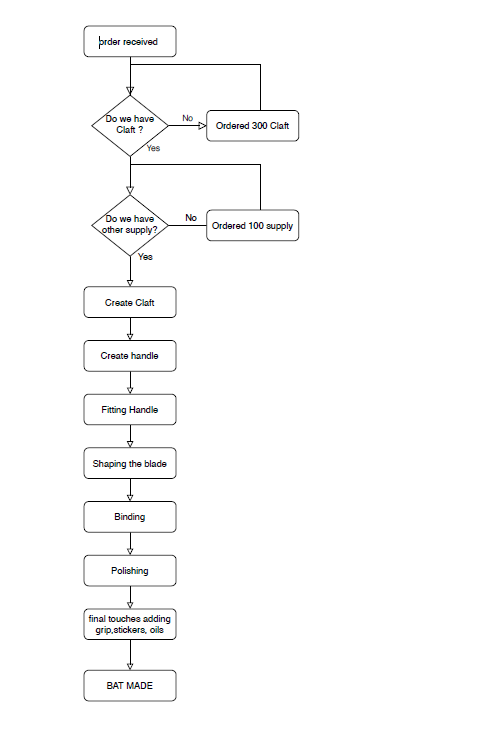 order received
Do we have
Claft ?
No
Ordered 300 Claft
Yes
Do we have
other supply?
No
Ordered 100 supply
Yes
Create Claft
Create handle
Fitting Handle
Shaping the blade
Binding
Polishing
final touches adding
grip,stickers, oils
BAT MADE